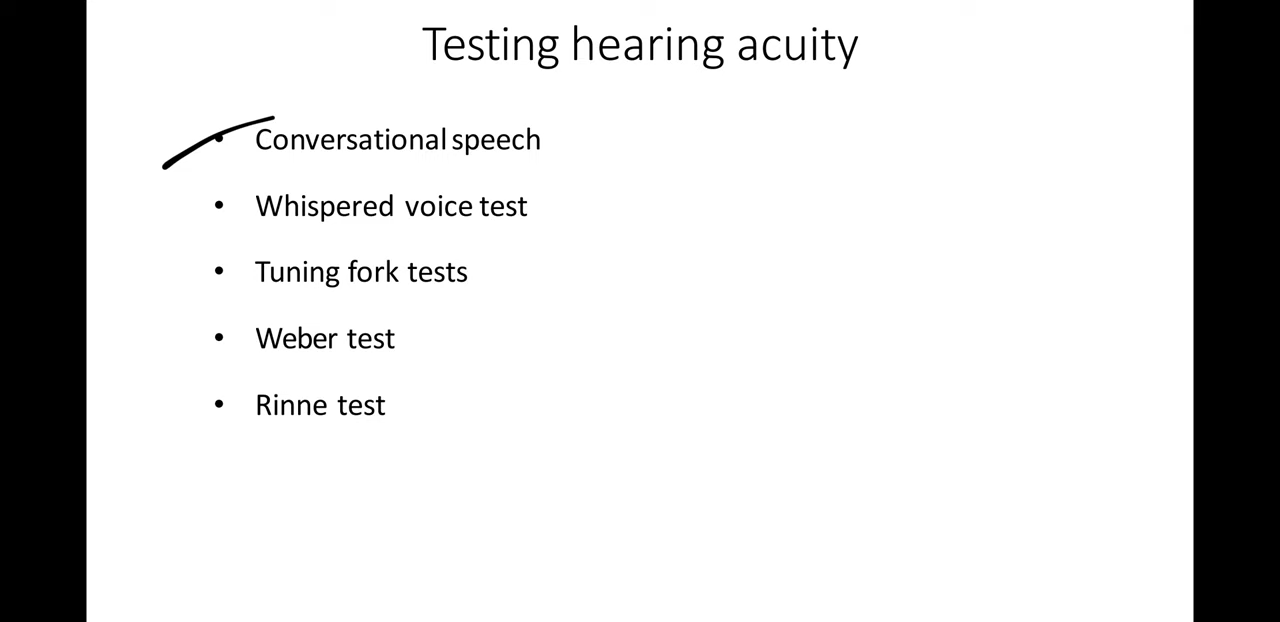 Testing hearing acuity
• Conversational speech
• Whispered voice test
• Tuning fork tests
• Weber test
• Rinne test